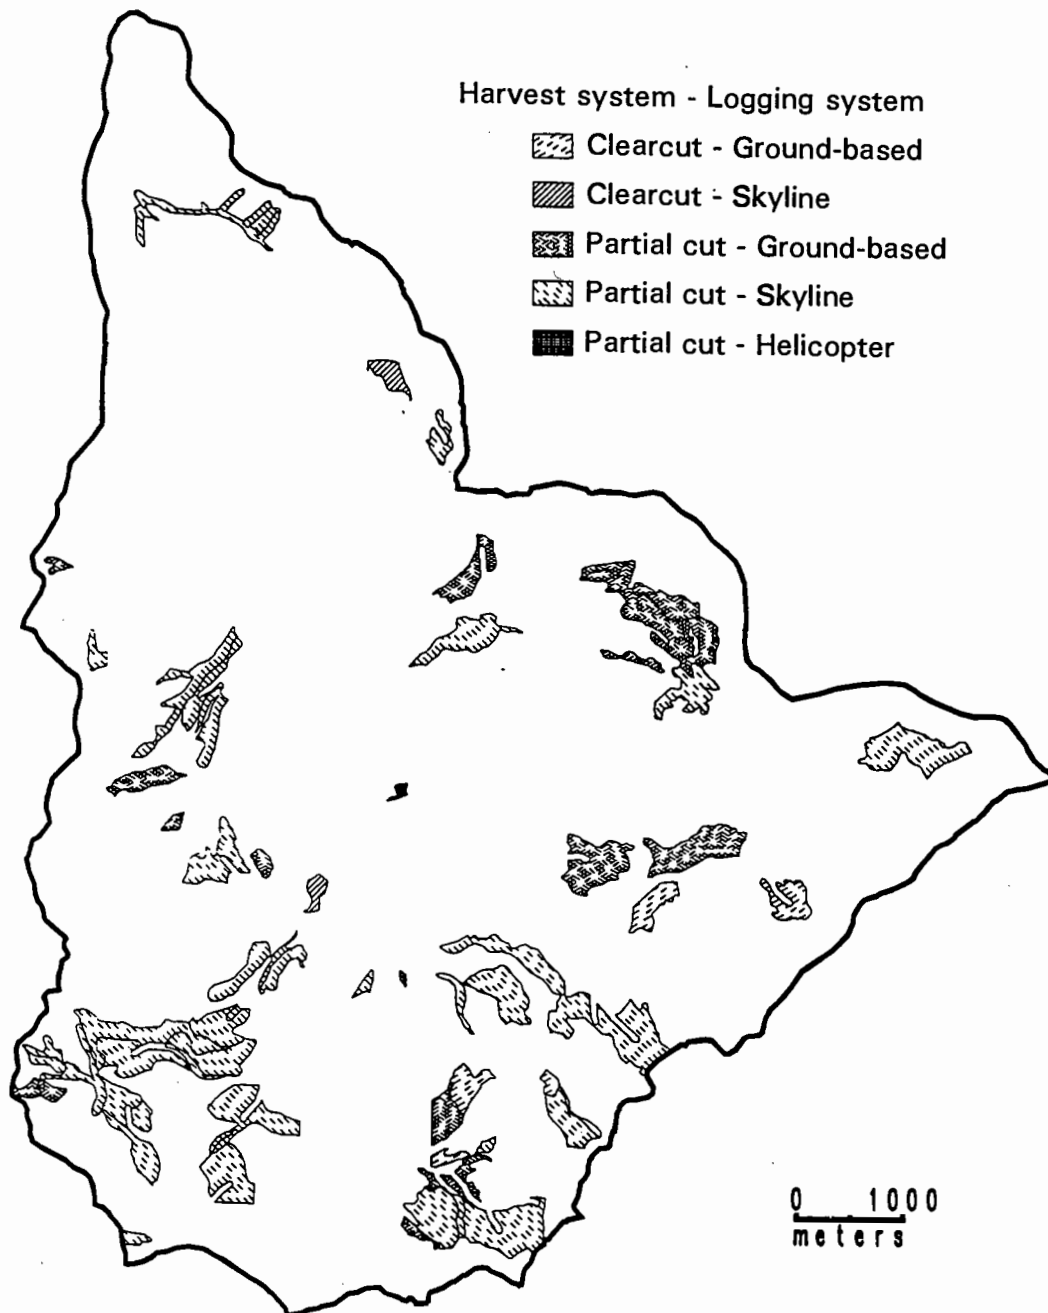 Harvest system - Logging system
Clearcut - Ground-based
Clearcut - Skyline
Partial cut - Ground-based
Partial cut - Skyline
Partial cut - Helicopter
0 1000
meters